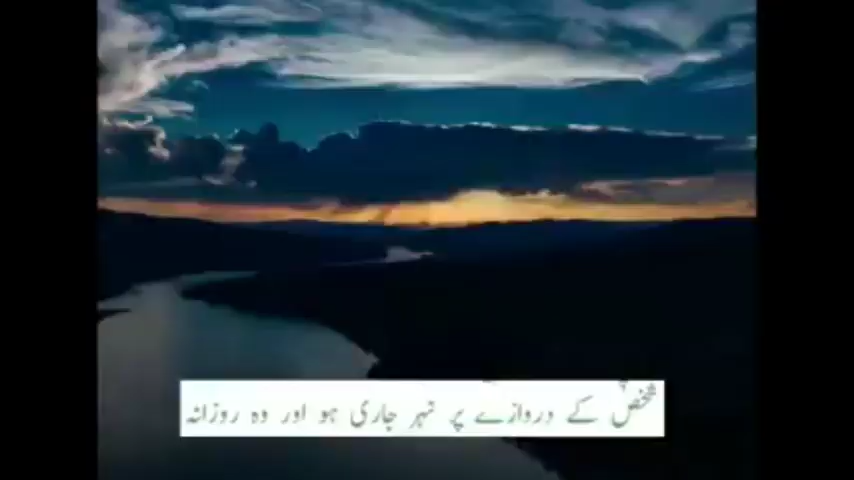 شخص کے دروازے پر نہر جاری ہو اور وہ روزانہ